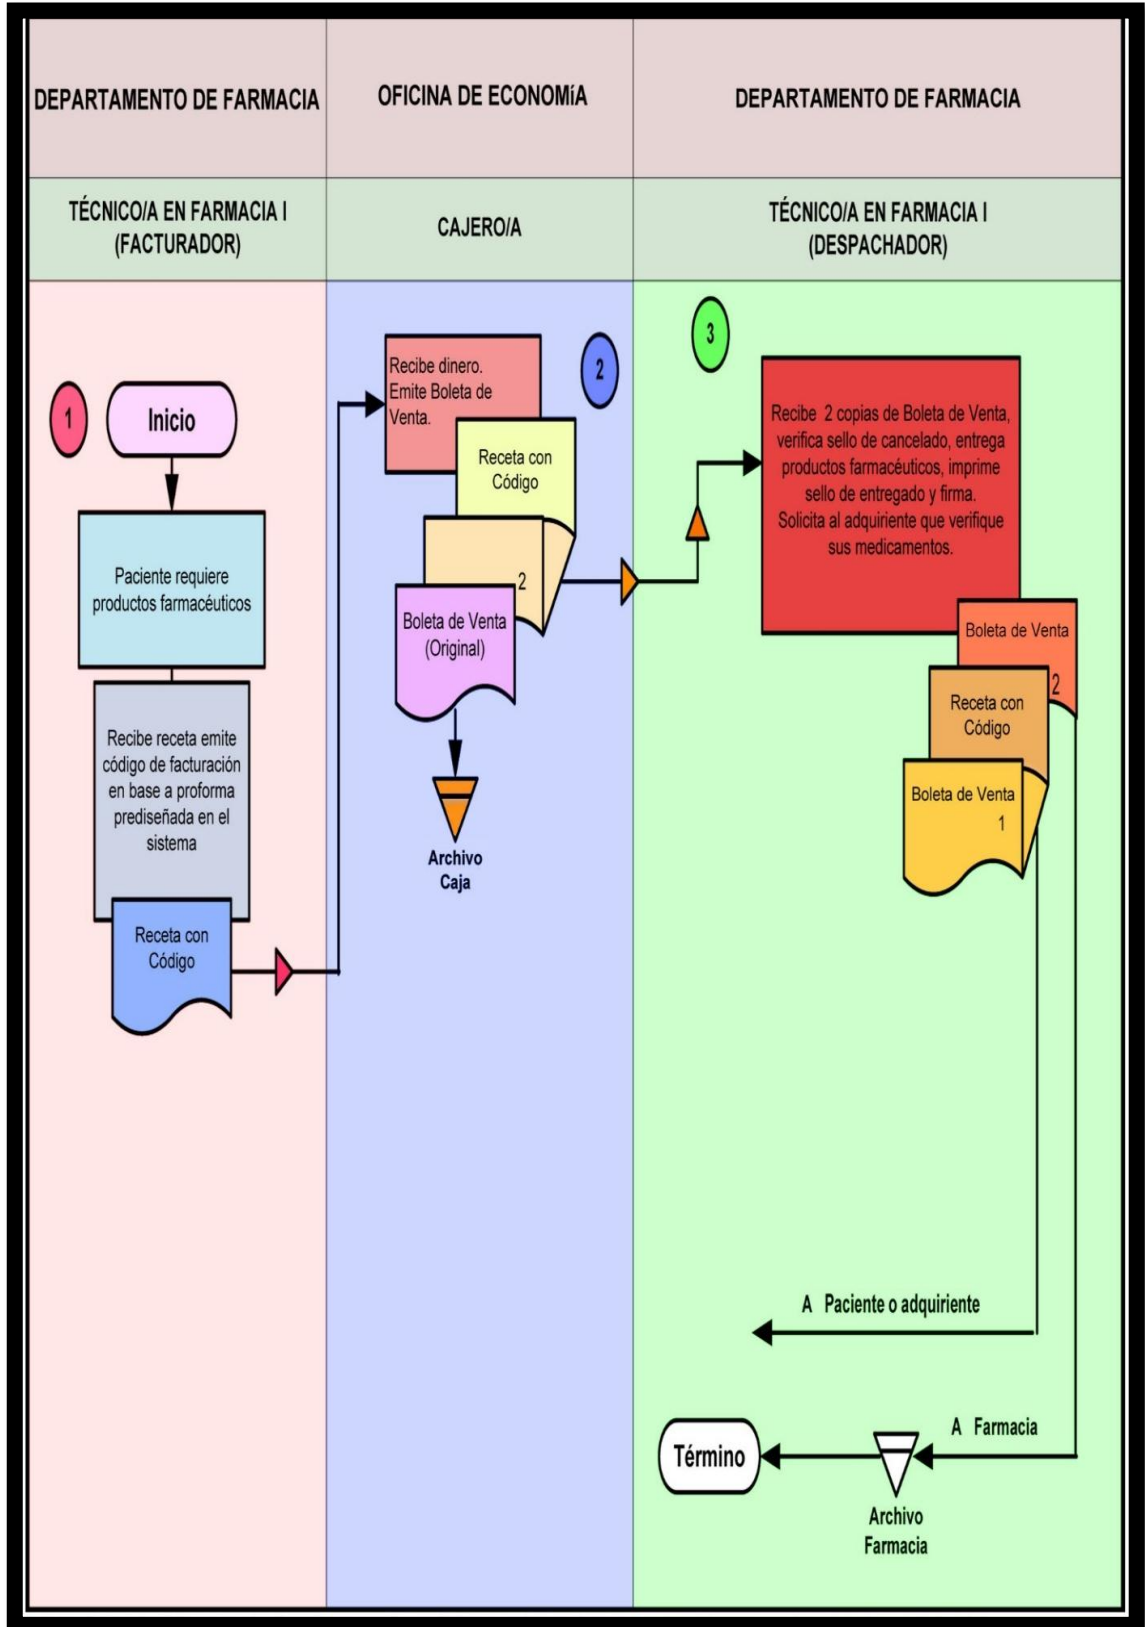 DEPARTAMENTO DE FARMACIA
OFICINA DE ECONOMíA
DEPARTAMENTO DE FARMACIA
TÉCNICO/A EN FARMACIA I
(FACTURADOR)
CAJERO/A
TÉCNICO/A EN FARMACIA I
(DESPACHADOR)
1
Inicio
Paciente requiere
productos farmacéuticos
Recibe receta emite
código de facturación
en base a proforma
prediseñada en el
sistema
Receta con
Código
2
Recibe dinero.
Emite Boleta de
Venta.
Receta con
Código
2
Boleta de Venta
(Original)
Archivo
Caja
3
Recibe 2 copias de Boleta de Venta,
verifica sello de cancelado, entrega
productos farmacéuticos, imprime
sello de entregado y firma.
Solicita al adquiriente que verifique
sus medicamentos.
Boleta de Venta
2
Receta con
Código
Boleta de Venta
1
A Paciente o adquiriente
A Farmacia
Término
Archivo
Farmacia